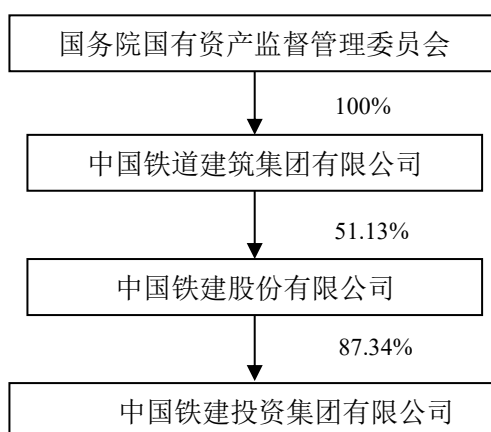 国务院国有资产监督管理委员会
100%
中国铁道建筑集团有限公司
51.13%
中国铁建股份有限公司
87.34%
中国铁建投资集团有限公司